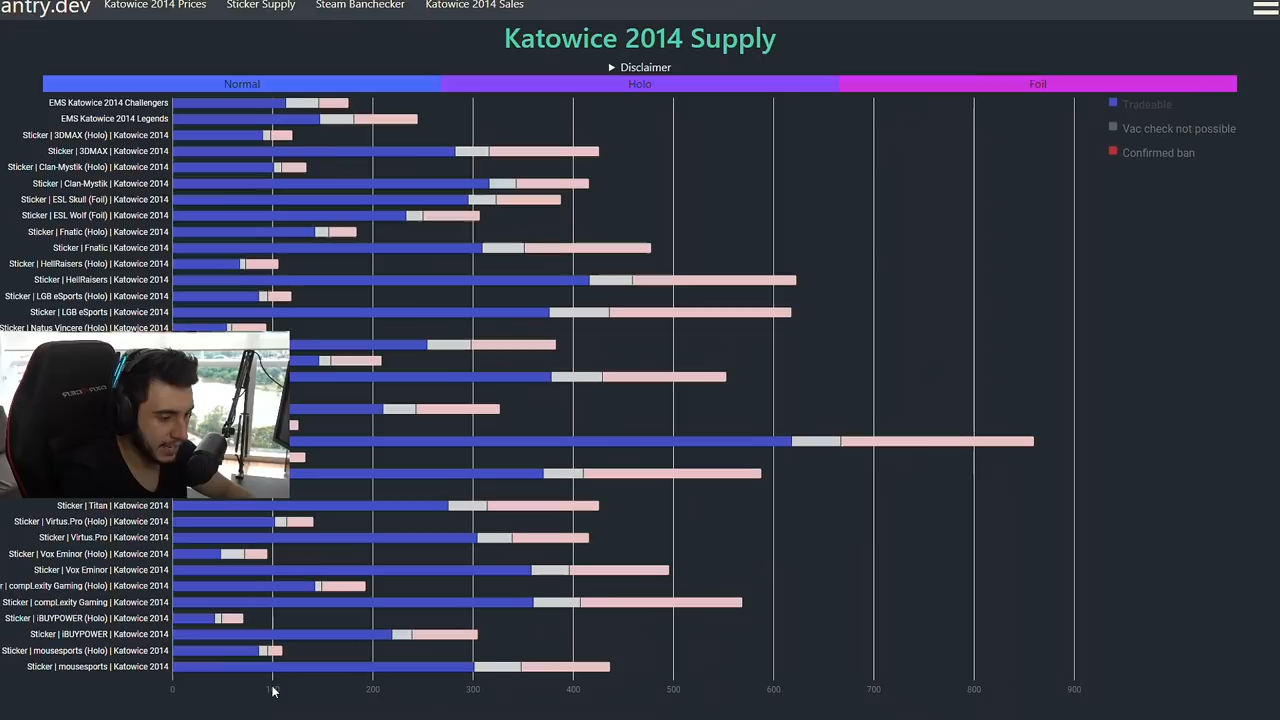 antry.dev Katowice 2014 Prices Sticker Supply Steam Banchecker Katowice 2014 Sales
Katowice 2014 Supply
▶ Disclaimer
Normal Holo Foil
Tradeable
Vac check not possible
Confirmed ban
EMS Katowice 2014 Challengers
EMS Katowice 2014 Legends
Sticker | 3DMAX (Holo) | Katowice 2014
Sticker | 3DMAX | Katowice 2014
Sticker | Clan-Mystik (Holo) | Katowice 2014
Sticker | Clan-Mystik | Katowice 2014
Sticker | ESL Skull (Foil) | Katowice 2014
Sticker | ESL Wolf (Foil) | Katowice 2014
Sticker | Fnatic (Holo) | Katowice 2014
Sticker | Fnatic | Katowice 2014
Sticker | HellRaisers (Holo) | Katowice 2014
Sticker | HellRaisers | Katowice 2014
Sticker | LGB eSports (Holo) | Katowice 2014
Sticker | LGB eSports | Katowice 2014
Sticker | Natus Vincere (Holo) | Katowice 2014
Sticker | Titan | Katowice 2014
Sticker | Virtus.Pro (Holo) | Katowice 2014
Sticker | Virtus.Pro | Katowice 2014
Sticker | Vox Eminor (Holo) | Katowice 2014
Sticker | Vox Eminor | Katowice 2014
r | compLexity Gaming (Holo) | Katowice 2014
Sticker | compLexity Gaming | Katowice 2014
Sticker | iBUYPOWER (Holo) | Katowice 2014
Sticker | iBUYPOWER | Katowice 2014
Sticker | mousesports (Holo) | Katowice 2014
Sticker | mousesports | Katowice 2014
0 200 300 400 500 600 700 800 900